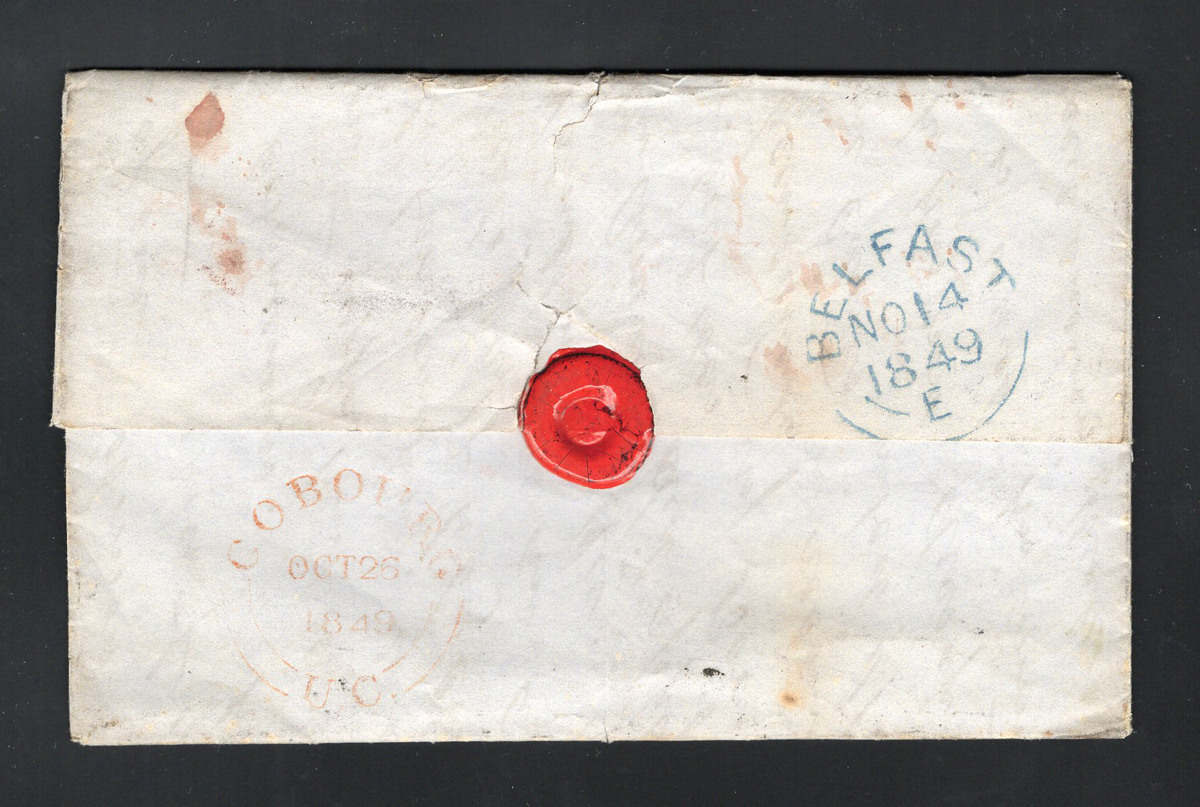 BELFAST
NO14
1849
E
COBOURG
OCT26
1849
U C.